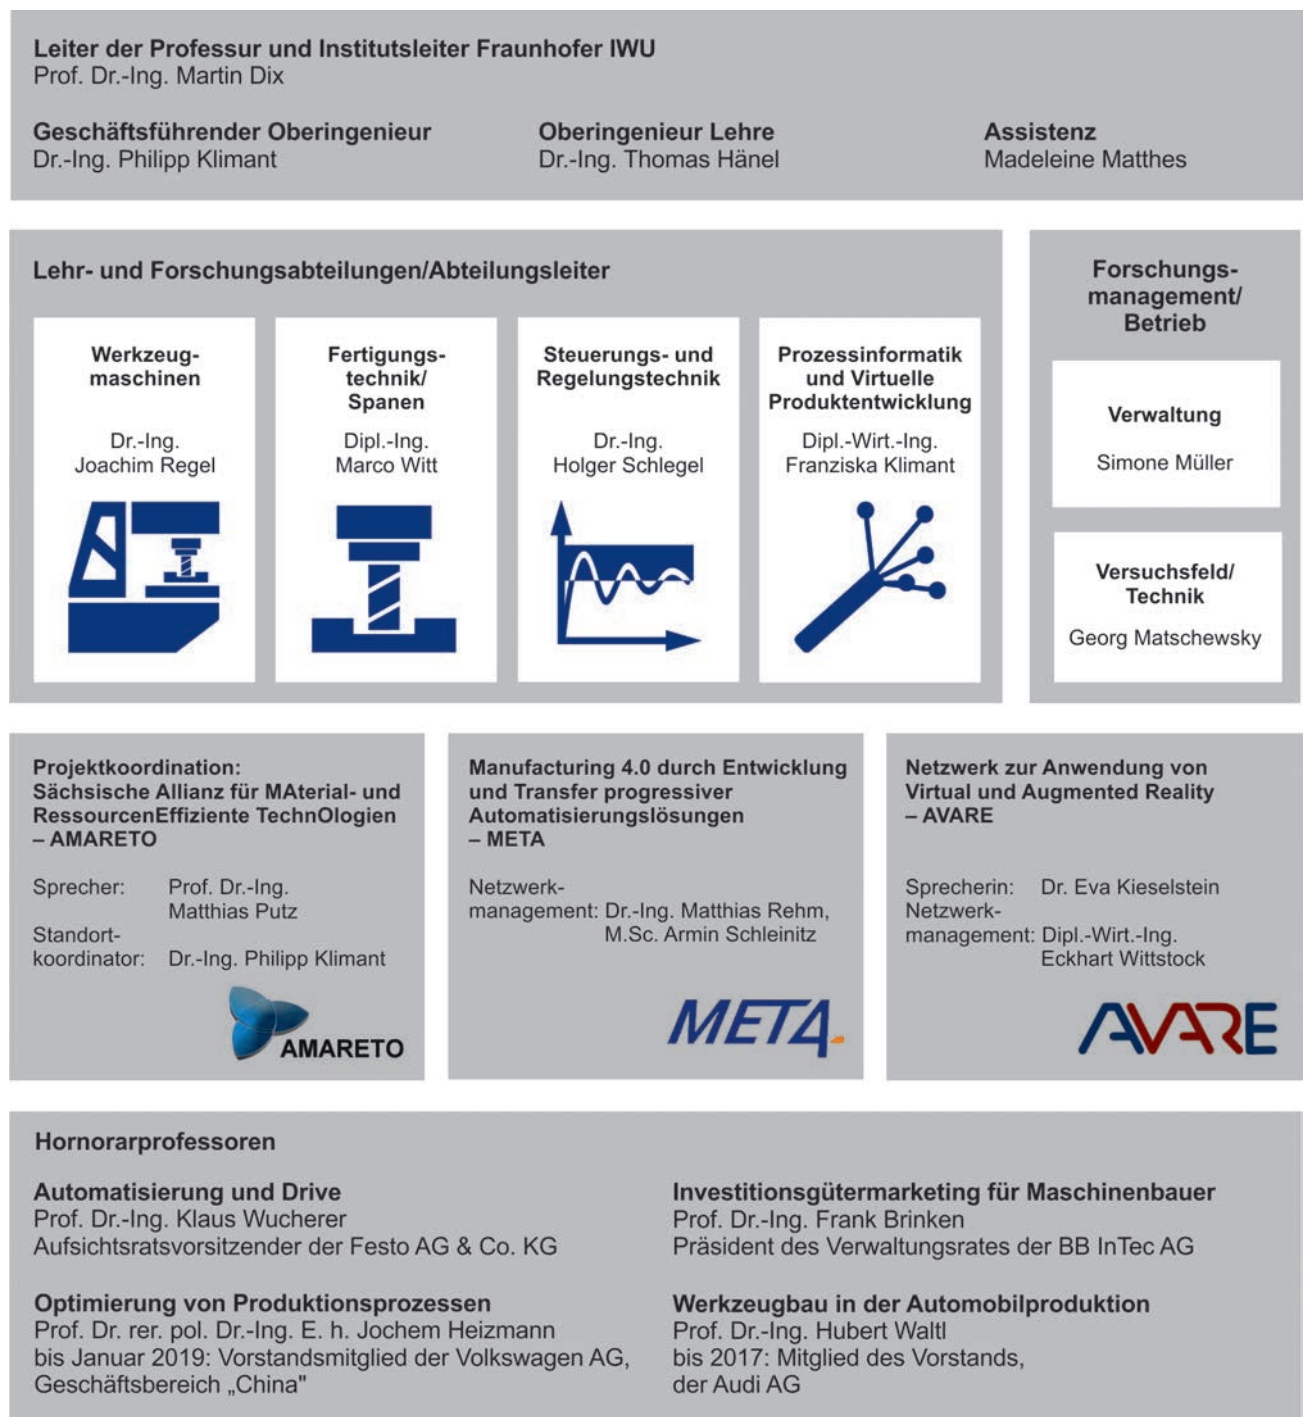 Leiter der Professur und Institutsleiter Fraunhofer IWU
Prof. Dr.-Ing. Martin Dix
Geschäftsführender Oberingenieur
Dr.-Ing. Philipp Klimant
Oberingenieur Lehre
Dr.-Ing. Thomas Hänel
Assistenz
Madeleine Matthes
Lehr- und Forschungsabteilungen/Abteilungsleiter
Werkzeug-
maschinen
Dr.-Ing.
Joachim Regel
Fertigungs-
technik/
Spanen
Dipl.-Ing.
Marco Witt
Steuerungs- und
Regelungstechnik
Dr.-Ing.
Holger Schlegel
Prozessinformatik
und Virtuelle
Produktentwicklung
Dipl.-Wirt.-Ing.
Franziska Klimant
Forschungs-
management/
Betrieb
Verwaltung
Simone Müller
Versuchsfeld/
Technik
Georg Matschewsky
Projektkoordination:
Sächsische Allianz für MAterial- und
RessourcenEffiziente TechnOlogien
– AMARETO
Sprecher: Prof. Dr.-Ing.
Matthias Putz
Standort-
koordinator: Dr.-Ing. Philipp Klimant
AMARETO
Manufacturing 4.0 durch Entwicklung
und Transfer progressiver
Automatisierungslösungen
– META
Netzwerk-
management: Dr.-Ing. Matthias Rehm,
M.Sc. Armin Schleinitz
META
Netzwerk zur Anwendung von
Virtual und Augmented Reality
– AVARE
Sprecherin: Dr. Eva Kieselstein
Netzwerk-
management: Dipl.-Wirt.-Ing.
Eckhart Wittstock
AVARE
Hornorarprofessoren
Automatisierung und Drive
Prof. Dr.-Ing. Klaus Wucherer
Aufsichtsratsvorsitzender der Festo AG & Co. KG
Investitionsgütermarketing für Maschinenbauer
Prof. Dr.-Ing. Frank Brinken
Präsident des Verwaltungsrates der BB InTec AG
Optimierung von Produktionsprozessen
Prof. Dr. rer. pol. Dr.-Ing. E. h. Jochem Heizmann
bis Januar 2019: Vorstandsmitglied der Volkswagen AG,
Geschäftsbereich „China"
Werkzeugbau in der Automobilproduktion
Prof. Dr.-Ing. Hubert Waltl
bis 2017: Mitglied des Vorstands,
der Audi AG